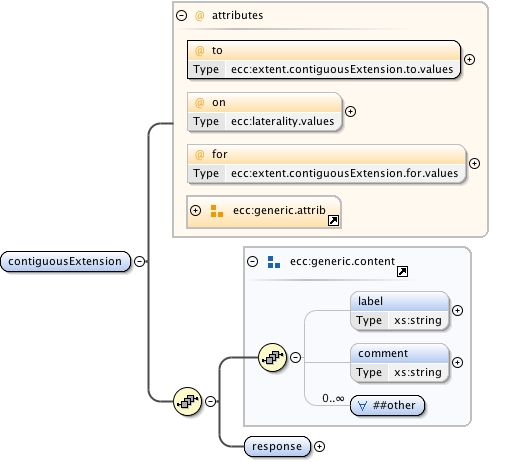 attributes
@ to
Type ecc:extent.contiguousExtension.to.values
@ on
Type ecc:laterality.values
@ for
Type ecc:extent.contiguousExtension.for.values
ecc:generic.attrib
contiguousExtension
ecc:generic.content
label
Type xs:string
comment
Type xs:string
0..∞
∀ ##other
response